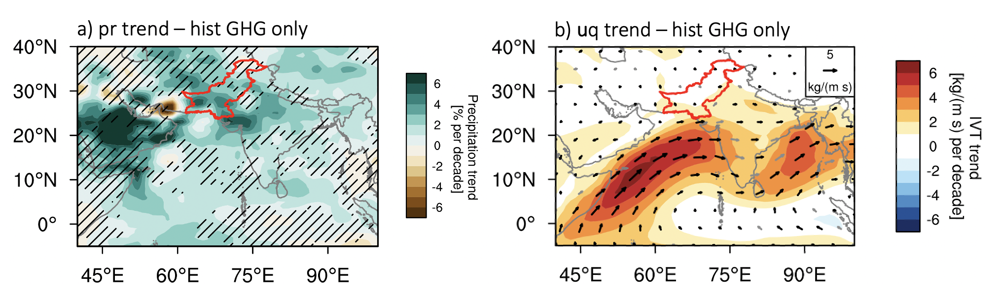 a) pr trend – hist GHG only
40°N
30°N
20°N
10°N
0°
45°E
60°E
75°E
90°E
6
4
2
0
-2
-4
-6
Precipitation trend
[% per decade]
b) uq trend – hist GHG only
40°N
30°N
20°N
10°N
0°
45°E
60°E
75°E
90°E
5
kg/(m s)
6
4
2
0
-2
-4
-6
IVT trend
[kg/(m s) per decade]